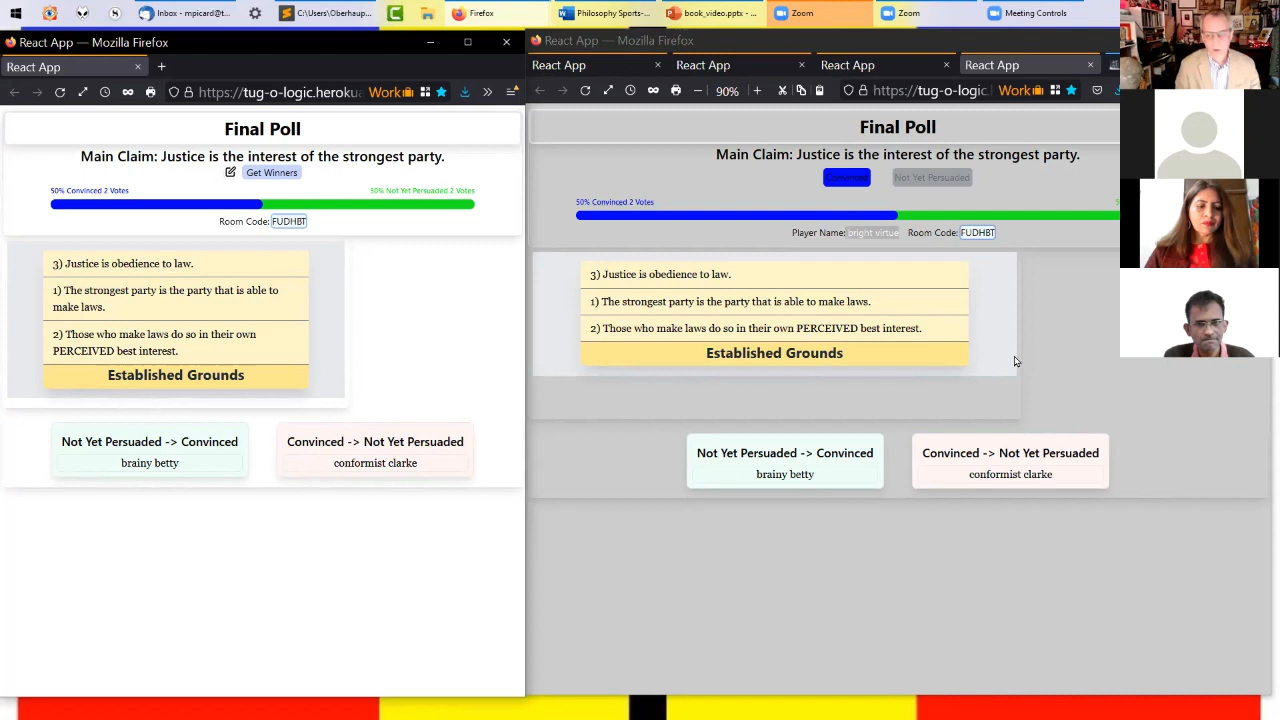 Inbox - mpicard@t...
C:\Users\Oberhaup...
Firefox
Philosophy Sports-...
book_video.pptx - ...
Zoom
Zoom
Meeting Controls
React App — Mozilla Firefox
React App
https://tug-o-logic.heroku
Work
Final Poll
Main Claim: Justice is the interest of the strongest party.
Get Winners
50% Convinced 2 Votes
50% Not Yet Persuaded 2 Votes
Room Code: FUDHBT
3) Justice is obedience to law.
1) The strongest party is the party that is able to
make laws.
2) Those who make laws do so in their own
PERCEIVED best interest.
Established Grounds
Not Yet Persuaded -> Convinced
brainy betty
Convinced -> Not Yet Persuaded
conformist clarke
React App — Mozilla Firefox
React App
React App
React App
React App
90%
https://tug-o-logic.
Work
Final Poll
Main Claim: Justice is the interest of the strongest party.
Convinced
Not Yet Persuaded
50% Convinced 2 Votes
5
Player Name: bright virtue Room Code: FUDHBT
3) Justice is obedience to law.
1) The strongest party is the party that is able to make laws.
2) Those who make laws do so in their own PERCEIVED best interest.
Established Grounds
Not Yet Persuaded -> Convinced
brainy betty
Convinced -> Not Yet Persuaded
conformist clarke